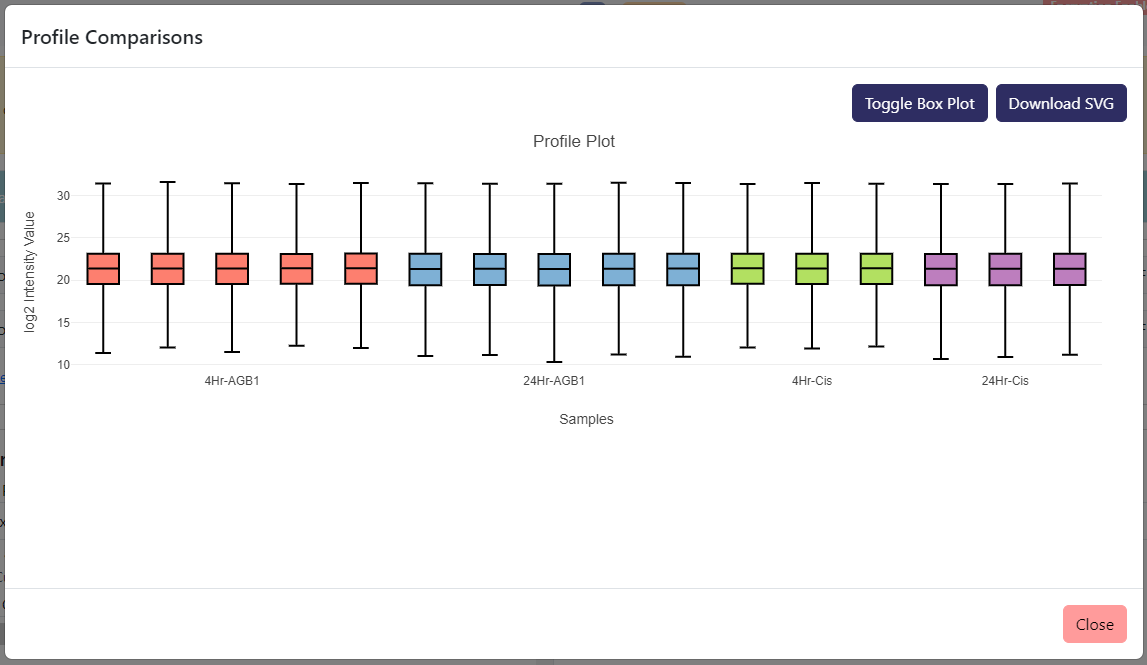 Profile Comparisons
Toggle Box Plot
Download SVG
Profile Plot
log2 Intensity Value
30
25
20
15
10
4Hr-AGB1
24Hr-AGB1
4Hr-Cis
24Hr-Cis
Samples
Close